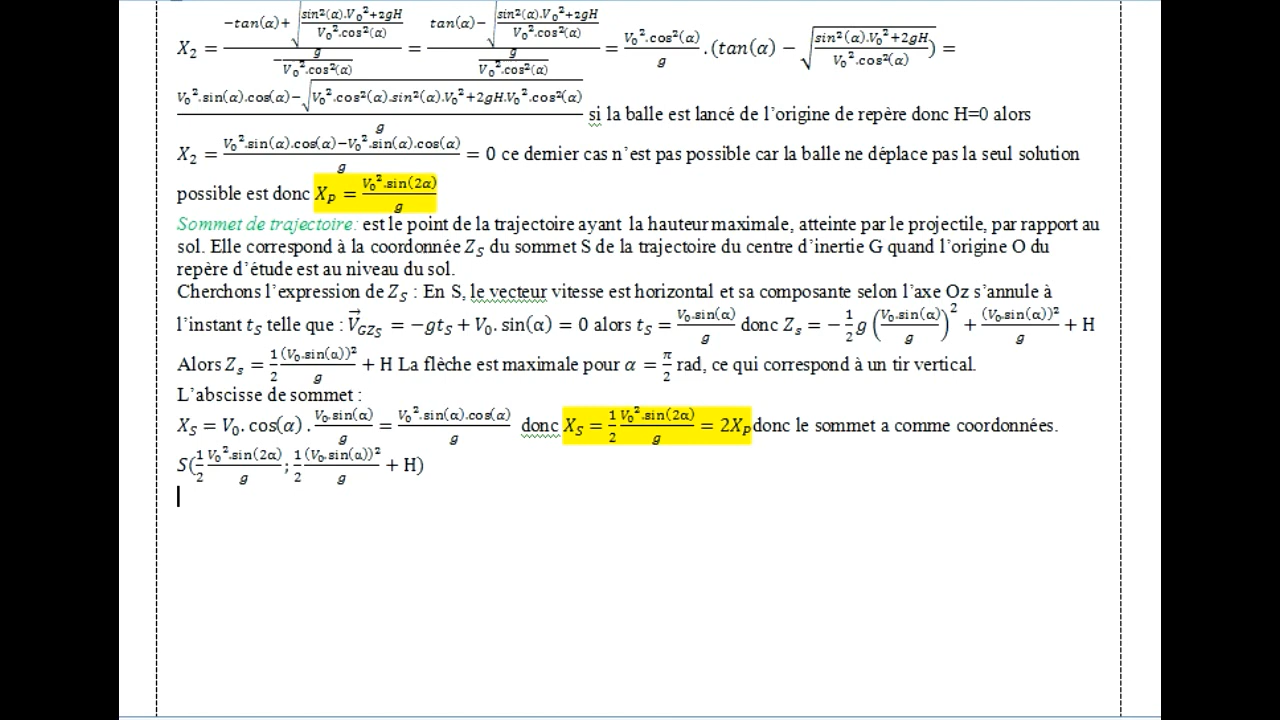 X₂ = (−tan(α)+√((sin²(α).V₀²+2gH)/(V₀².cos²(α))))/(−g/(V₀².cos²(α))) = (tan(α)−√((sin²(α).V₀²+2gH)/(V₀².cos²(α))))/(g/(V₀².cos²(α))) = (V₀².cos²(α))/g .(tan(α) − √((sin²(α).V₀²+2gH)/(V₀².cos²(α)))) =
(V₀².sin(α).cos(α)−√(V₀².cos²(α).sin²(α).V₀²+2gH.V₀².cos²(α)))/g si la balle est lancé de l'origine de repère donc H=0 alors
X₂ = (V₀².sin(α).cos(α)−V₀².sin(α).cos(α))/g = 0 ce dernier cas n'est pas possible car la balle ne déplace pas la seul solution
possible est donc X_P = (V₀².sin(2α))/g
Sommet de trajectoire: est le point de la trajectoire ayant la hauteur maximale, atteinte par le projectile, par rapport au
sol. Elle correspond à la coordonnée Z_S du sommet S de la trajectoire du centre d'inertie G quand l'origine O du
repère d'étude est au niveau du sol.
Cherchons l'expression de Z_S : En S, le vecteur vitesse est horizontal et sa composante selon l'axe Oz s'annule à
l'instant t_S telle que : V⃗_GZ_S = −gt_S + V₀. sin(α) = 0 alors t_S = (V₀.sin(α))/g donc Z_s = −1/2 g ((V₀.sin(α))/g)² + ((V₀.sin(α))²)/g + H
Alors Z_s = 1/2 ((V₀.sin(α))²)/g + H La flèche est maximale pour α = π/2 rad, ce qui correspond à un tir vertical.
L'abscisse de sommet :
X_S = V₀. cos(α) . (V₀.sin(α))/g = (V₀².sin(α).cos(α))/g donc X_S = 1/2 (V₀².sin(2α))/g = 2X_P donc le sommet a comme coordonnées.
S(1/2 (V₀².sin(2α))/g ; 1/2 ((V₀.sin(α))²)/g + H)